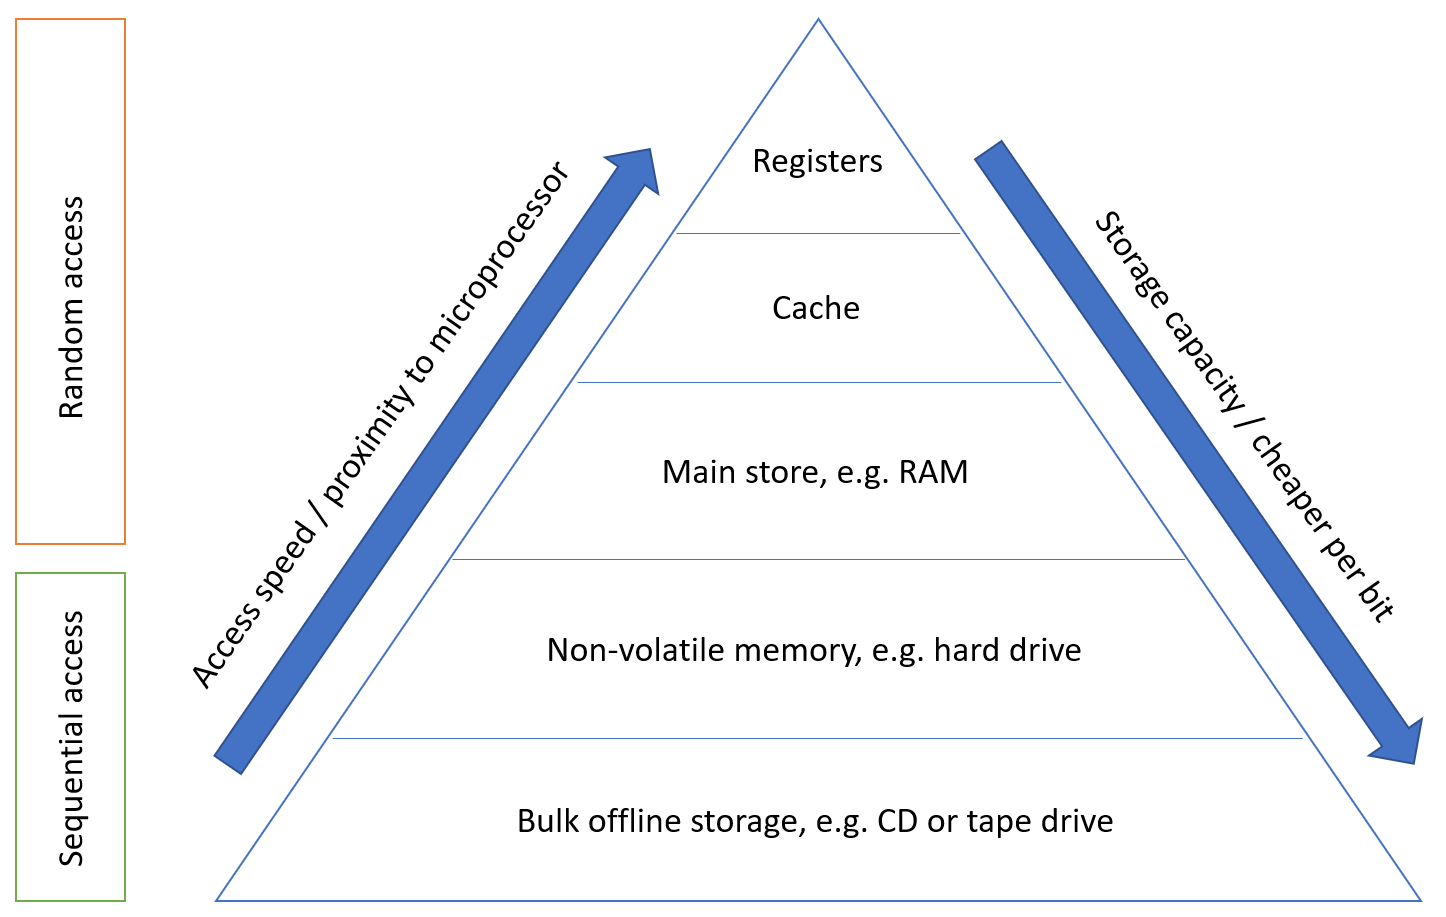 Random access
Sequential access
Access speed / proximity to microprocessor
Registers
Cache
Main store, e.g. RAM
Non-volatile memory, e.g. hard drive
Bulk offline storage, e.g. CD or tape drive
Storage capacity / cheaper per bit